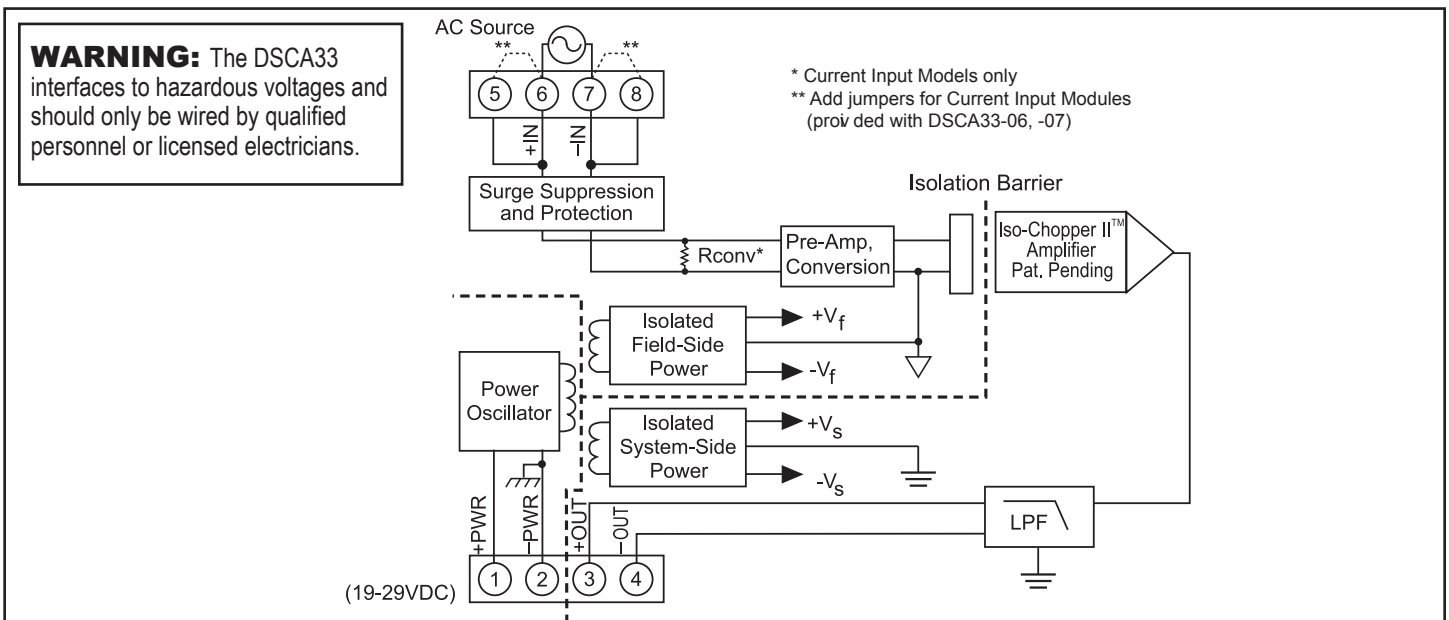 WARNING: The DSCA33
interfaces to hazardous voltages and
should only be wired by qualified
personnel or licensed electricians.
AC Source
** **
5 6 7 8
* Current Input Models only
** Add jumpers for Current Input Modules
(provided with DSCA33-06, -07)
+IN
–IN
Surge Suppression
and Protection
Isolation Barrier
Rconv*
Pre-Amp,
Conversion
Iso-Chopper II™
Amplifier
Pat. Pending
Isolated
Field-Side
Power
+Vf
-Vf
Power
Oscillator
Isolated
System-Side
Power
+Vs
-Vs
LPF
+PWR
–PWR
+OUT
–OUT
(19-29VDC)
1 2 3 4